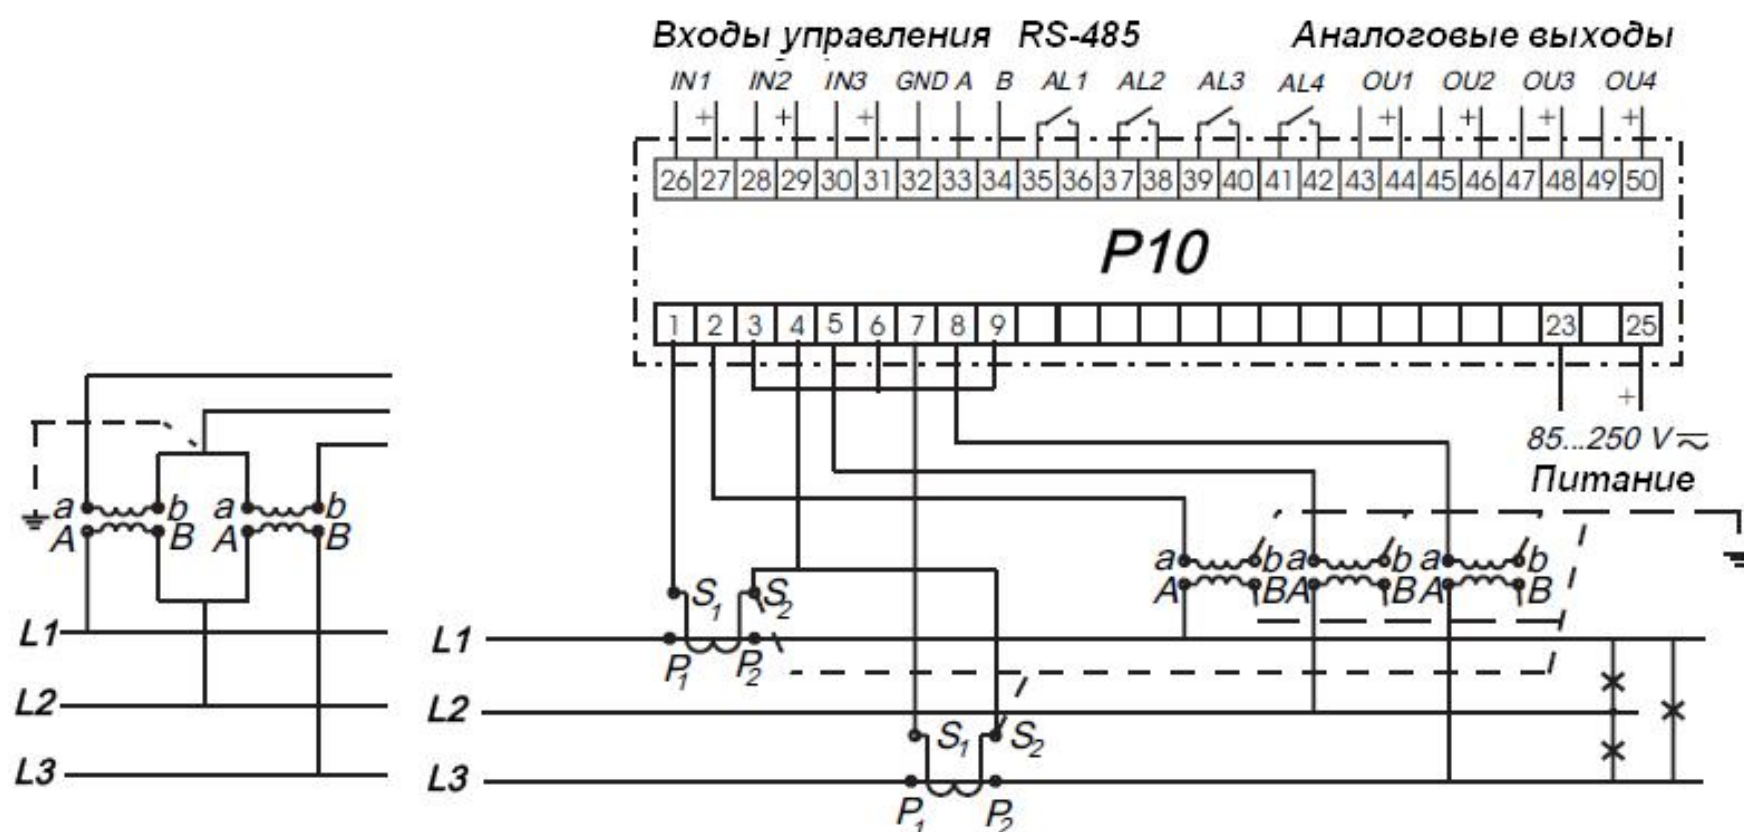 Входы управления RS-485 Аналоговые выходы
IN1 IN2 IN3 GND A B AL1 AL2 AL3 AL4 OU1 OU2 OU3 OU4
+ + + + + + +
26 27 28 29 30 31 32 33 34 35 36 37 38 39 40 41 42 43 44 45 46 47 48 49 50
P10
1 2 3 4 5 6 7 8 9 23 25
+
85...250 V
Питание
a b a b
A B A B
a b a b a b
A B A B A B
S1 S2
L1 L1
P1 P2
L2 L2
S1 S2
L3 L3
P1 P2